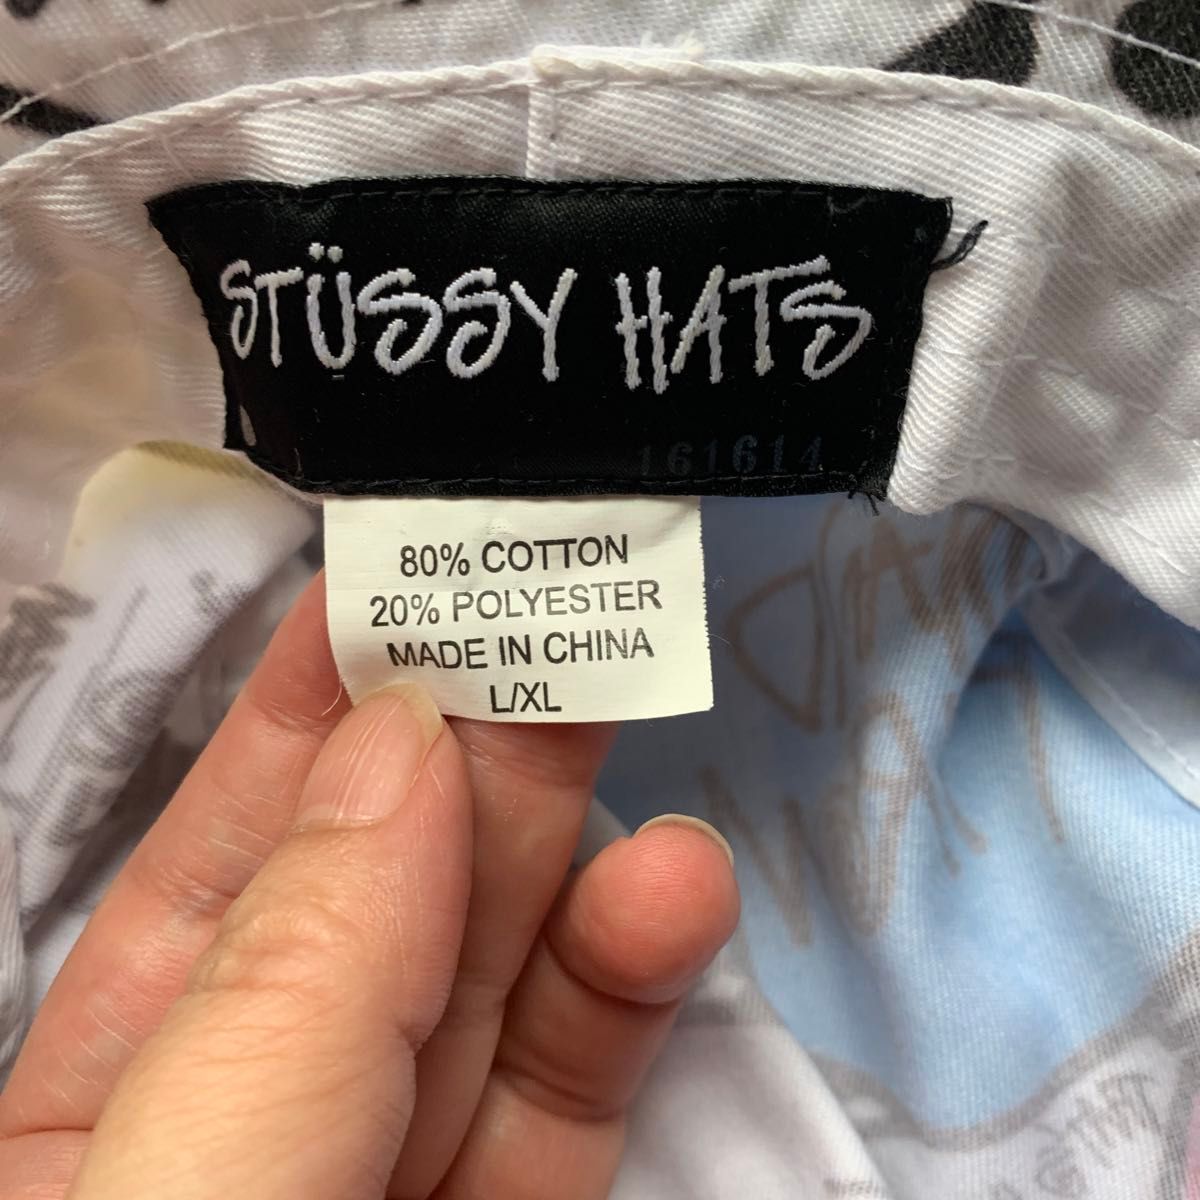 STÜSSY HATS
161614
80% COTTON
20% POLYESTER
MADE IN CHINA
L/XL